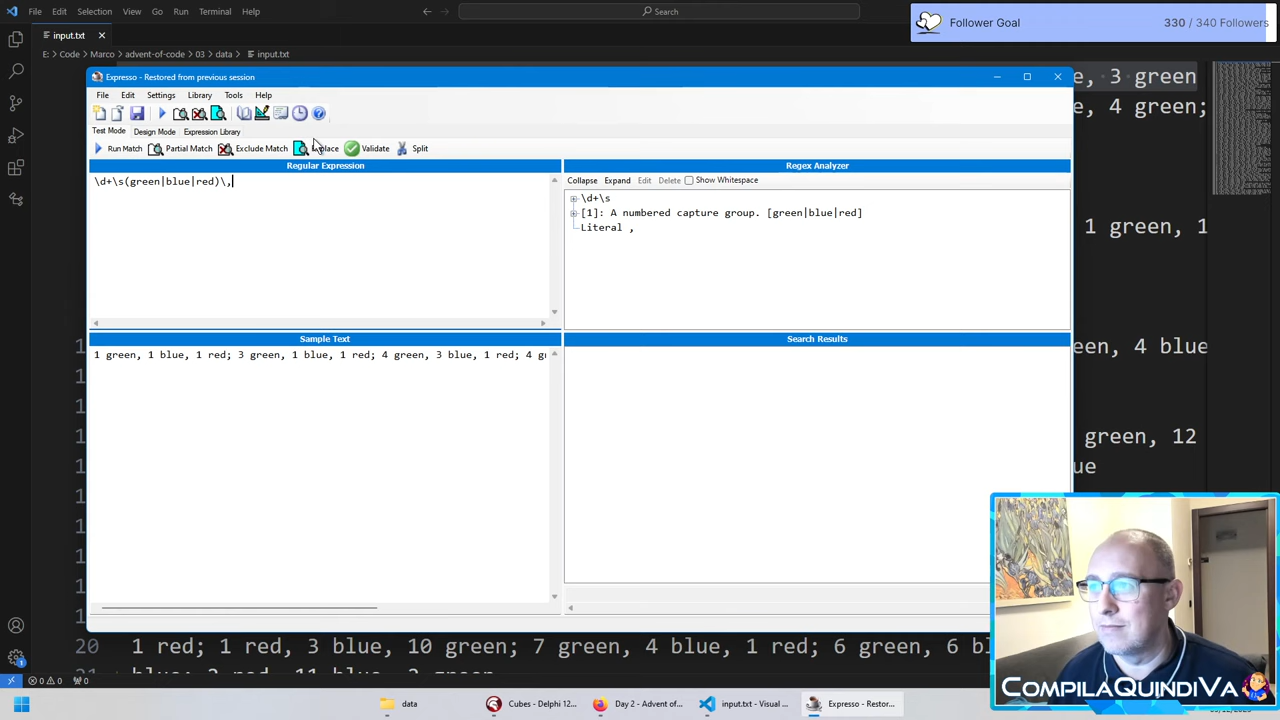 File Edit Selection View Go Run Terminal Help
Search
Follower Goal 330 / 340 Followers
input.txt
E: > Code > Marco > advent-of-code > 03 > data > input.txt
Expresso - Restored from previous session
e, 3 green
File Edit Settings Library Tools Help
e, 4 green;
Test Mode Design Mode Expression Library
Run Match Partial Match Exclude Match Replace Validate Split
Regular Expression Regex Analyzer
\d+\s(green|blue|red)\,
Collapse Expand Edit Delete Show Whitespace
\d+\s
[1]: A numbered capture group. [green|blue|red]
Literal ,
1 green, 1
Sample Text Search Results
1 green, 1 blue, 1 red; 3 green, 1 blue, 1 red; 4 green, 3 blue, 1 red; 4 gr
een, 4 blue
green, 12
ue
20 1 red; 1 red, 3 blue, 10 green; 7 green, 4 blue, 1 red; 6 green, 6 bl
CompilaQuindiVa
0 0 0
data Cubes - Delphi 12... Day 2 - Advent of... input.txt - Visual ... Expresso - Restor...